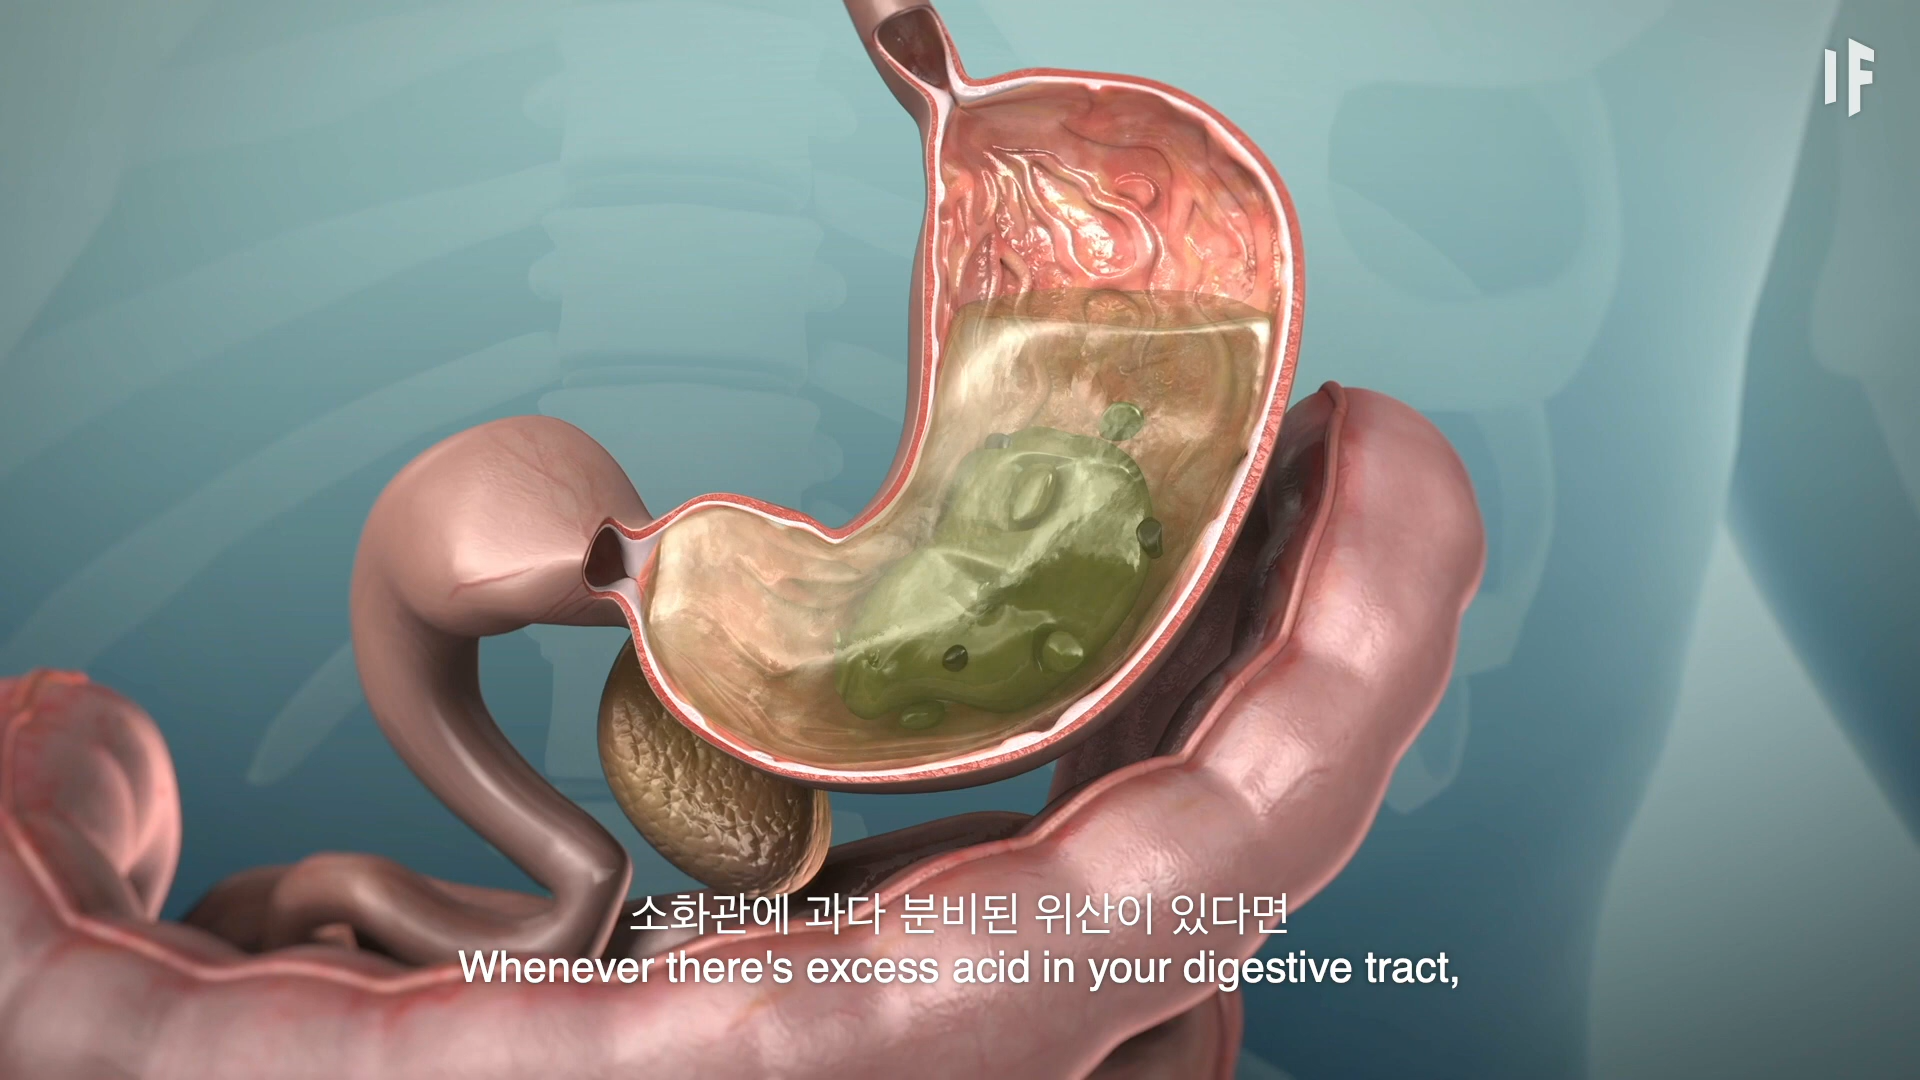 IF
소화관에 과다 분비된 위산이 있다면
Whenever there's excess acid in your digestive tract,